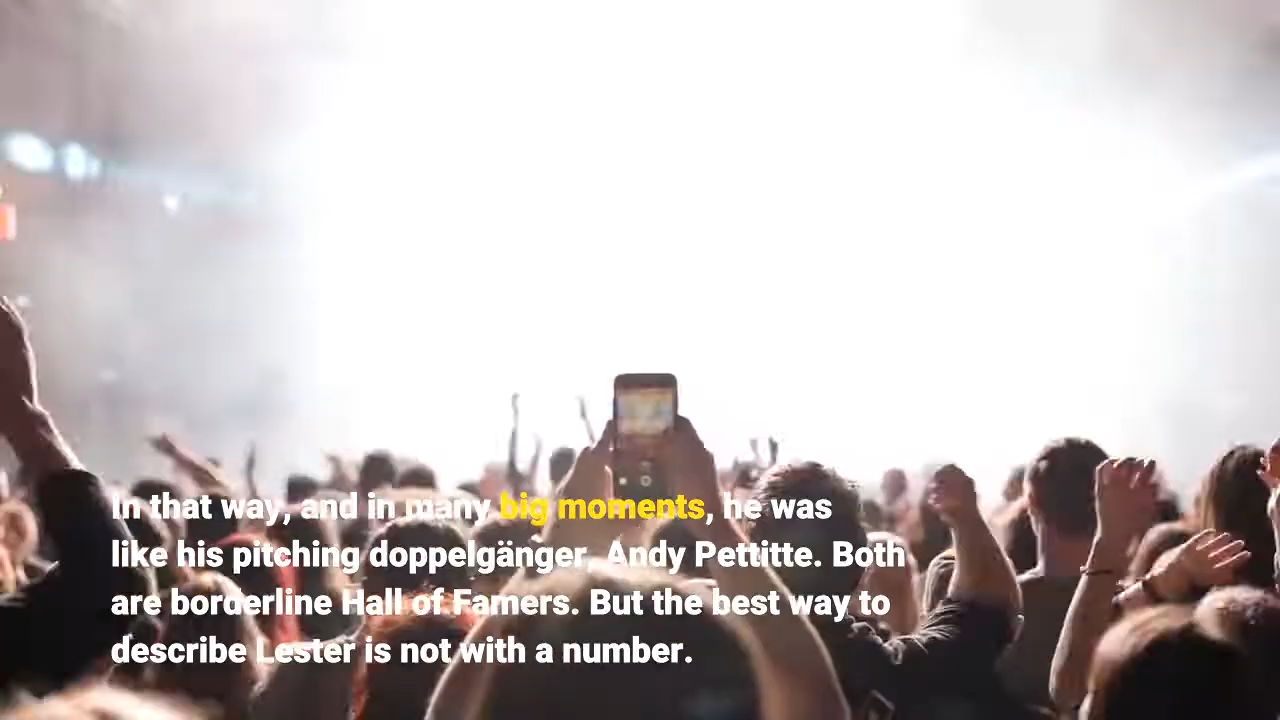 In that way, and in many big moments, he was
like his pitching doppelgänger, Andy Pettitte. Both
are borderline Hall of Famers. But the best way to
describe Lester is not with a number.